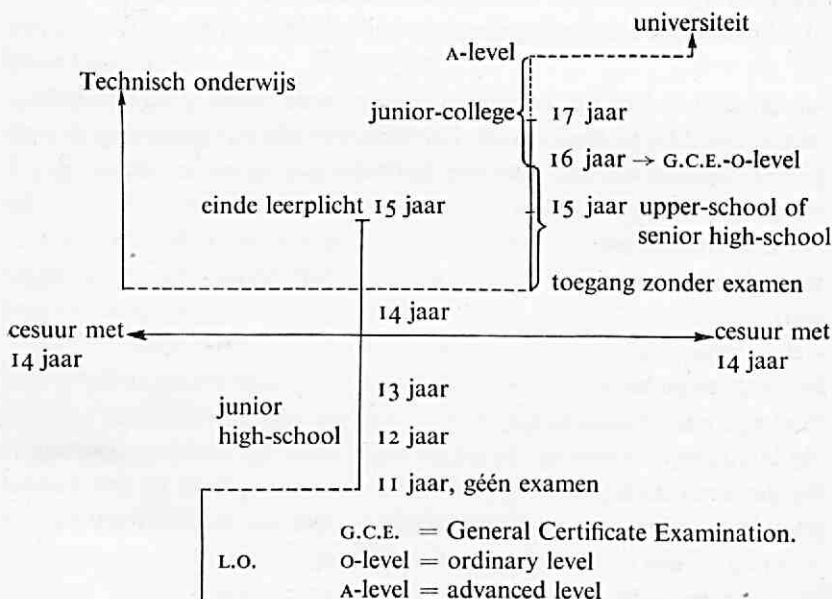 universiteit
A-level
Technisch onderwijs
junior-college
17 jaar
16 jaar → G.C.E.-O-level
einde leerplicht 15 jaar
15 jaar upper-school of
senior high-school
toegang zonder examen
14 jaar
cesuur met
14 jaar
cesuur met
14 jaar
13 jaar
junior
high-school
12 jaar
11 jaar, géén examen
G.C.E. = General Certificate Examination.
L.O.
O-level = ordinary level
A-level = advanced level